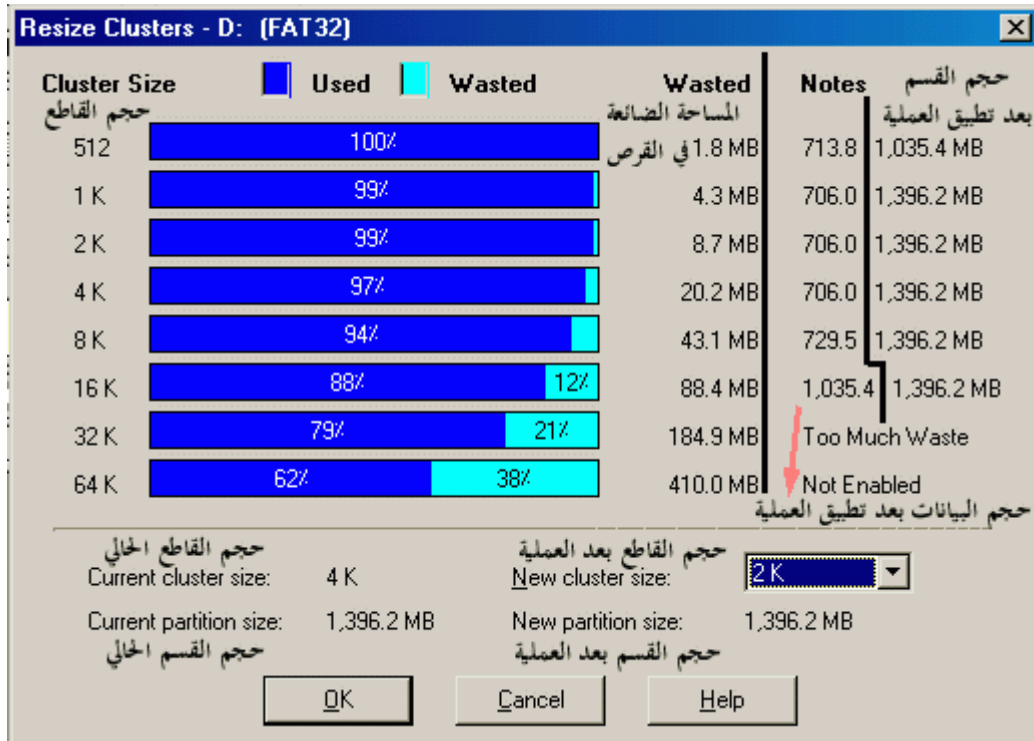 Resize Clusters - D: (FAT32)
Cluster Size Used Wasted Wasted Notes حجم القسم
حجم القاطع المساحة الضائعة بعد تطبيق العملية
512 100% في القرص 1.8 MB 713.8 1,035.4 MB
1 K 99% 4.3 MB 706.0 1,396.2 MB
2 K 99% 8.7 MB 706.0 1,396.2 MB
4 K 97% 20.2 MB 706.0 1,396.2 MB
8 K 94% 43.1 MB 729.5 1,396.2 MB
16 K 88% 12% 88.4 MB 1,035.4 1,396.2 MB
32 K 79% 21% 184.9 MB Too Much Waste
64 K 62% 38% 410.0 MB Not Enabled
حجم البيانات بعد تطبيق العملية
حجم القاطع الحالي حجم القاطع بعد العملية
Current cluster size: 4 K New cluster size: 2 K
Current partition size: 1,396.2 MB New partition size: 1,396.2 MB
حجم القسم الحالي حجم القسم بعد العملية
OK Cancel Help